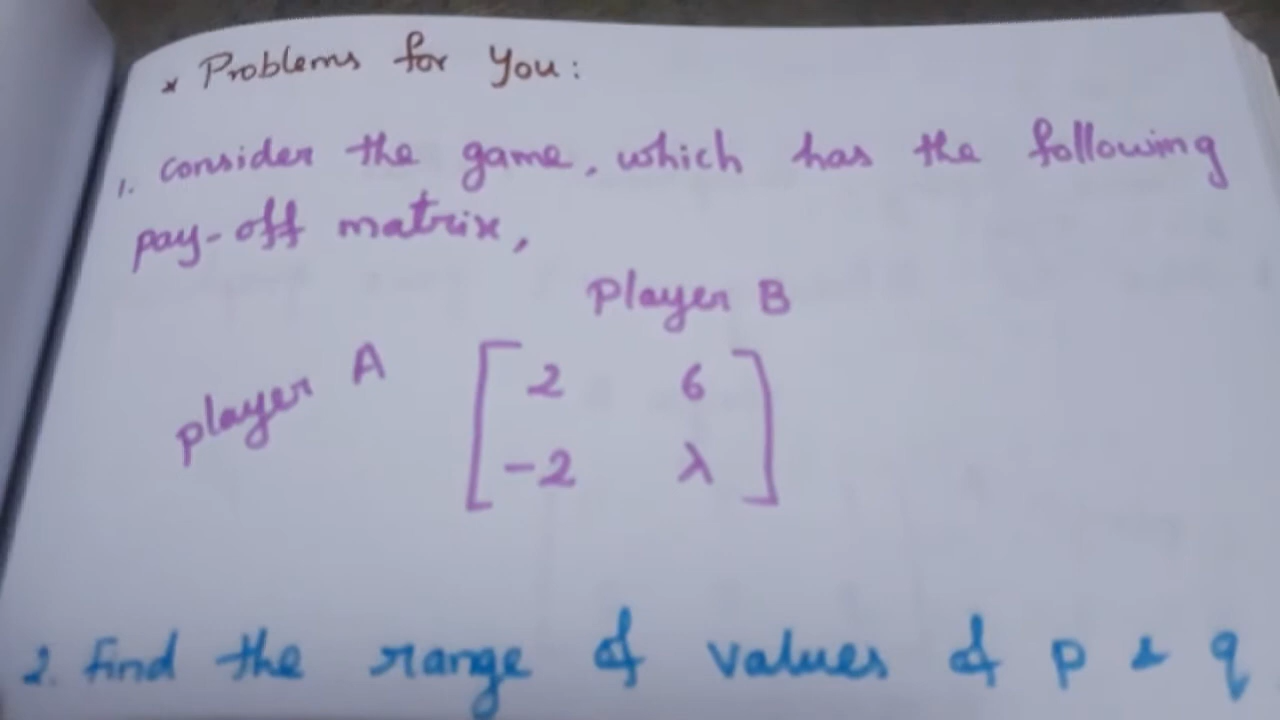 * Problems for You:
1. consider the game, which has the following
pay-off matrix,
Player B
player A
2 6
-2 λ
2. Find the range of values of p & q